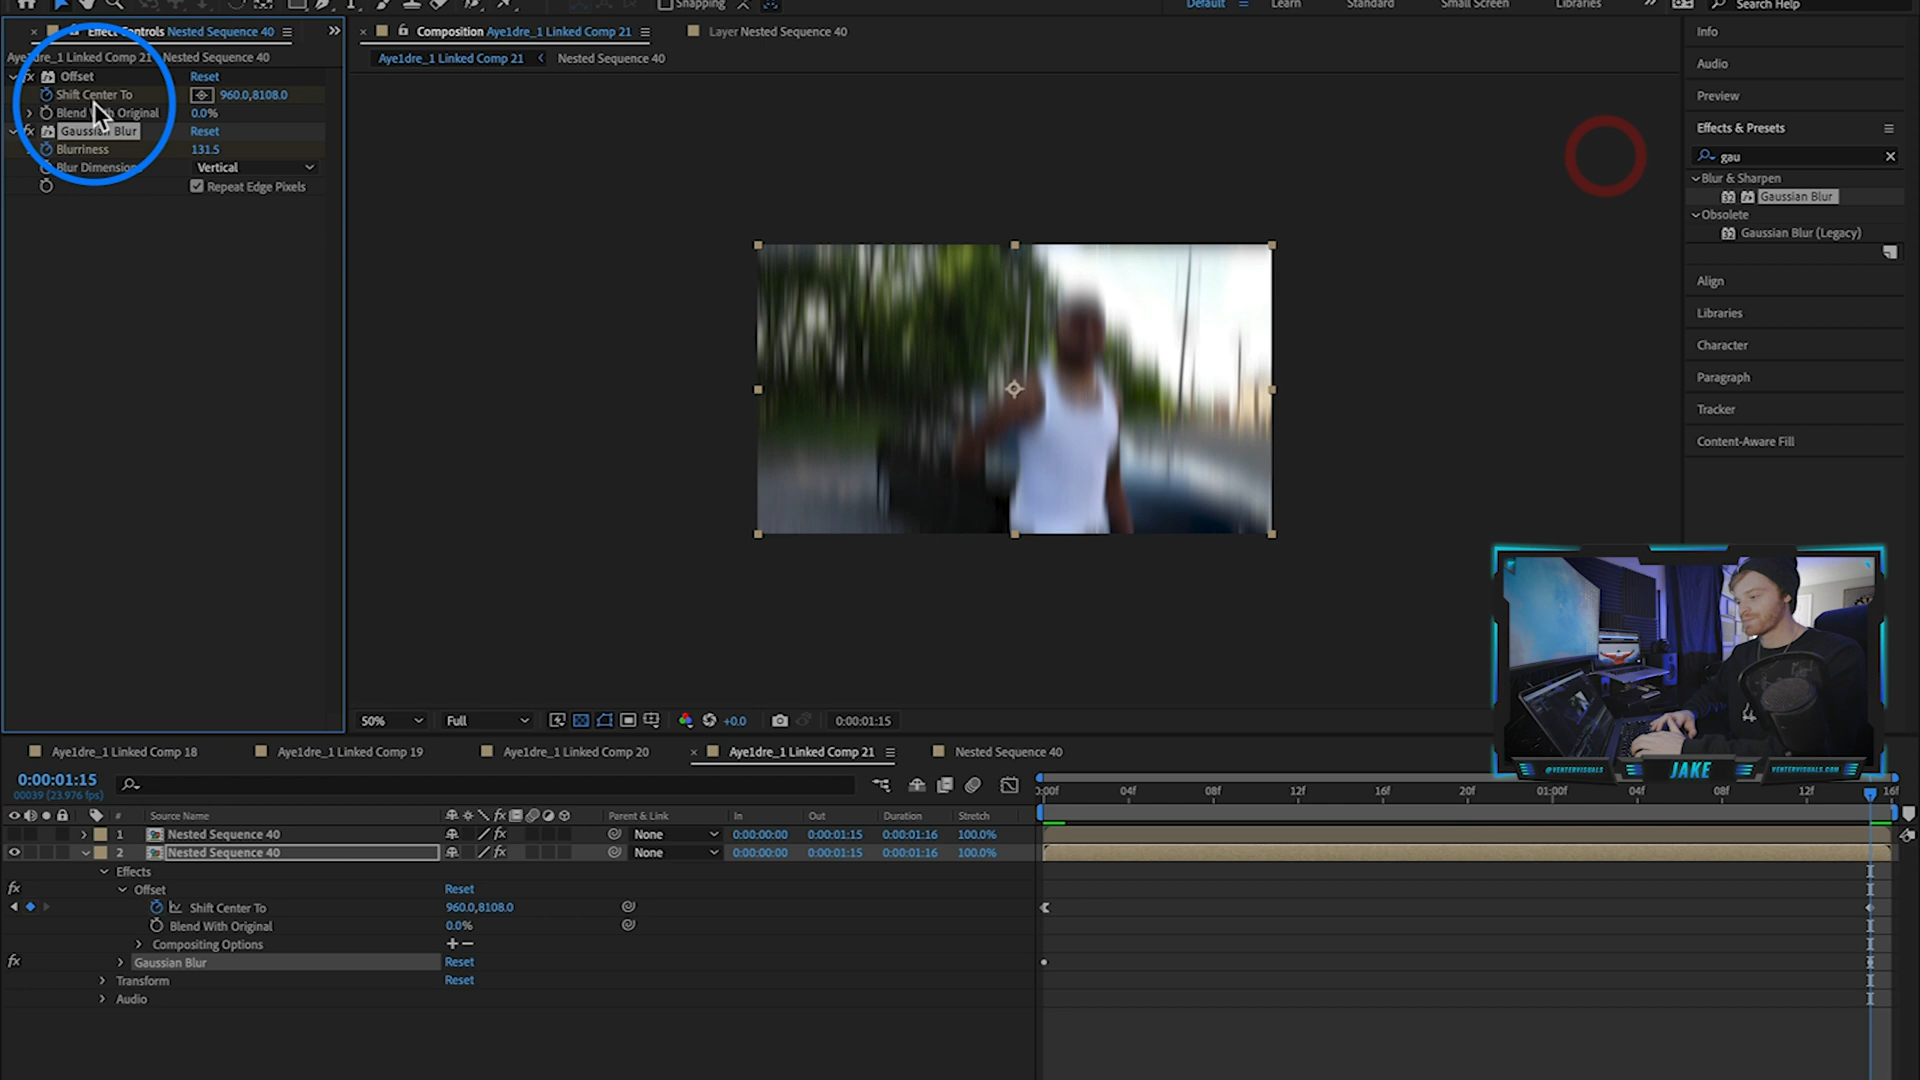 Snapping
Default
Learn
Standard
Small Screen
Libraries
Search Help
Effect Controls Nested Sequence 40
Composition Aye1dre_1 Linked Comp 21
Layer Nested Sequence 40
Info
Aye1dre_1 Linked Comp 21
Nested Sequence 40
Aye1dre_1 Linked Comp 21
Nested Sequence 40
Audio
Offset
Reset
Shift Center To
960.0,8108.0
Preview
Blend With Original
0.0%
Gaussian Blur
Reset
Effects & Presets
Blurriness
131.5
gau
Blur Dimension
Vertical
Repeat Edge Pixels
Blur & Sharpen
Gaussian Blur
Obsolete
Gaussian Blur (Legacy)
Align
Libraries
Character
Paragraph
Tracker
Content-Aware Fill
50%
Full
+0.0
0:00:01:15
@VENTERVISUALS
JAKE
VENTERVISUALS.COM
Aye1dre_1 Linked Comp 18
Aye1dre_1 Linked Comp 19
Aye1dre_1 Linked Comp 20
Aye1dre_1 Linked Comp 21
Nested Sequence 40
0:00:01:15
00039 (23.976 fps)
04f
08f
12f
16f
20f
01:00f
04f
08f
12f
16f
#
Source Name
Parent & Link
In
Out
Duration
Stretch
1
Nested Sequence 40
None
0:00:00:00
0:00:01:15
0:00:01:16
100.0%
2
Nested Sequence 40
None
0:00:00:00
0:00:01:15
0:00:01:16
100.0%
Effects
fx
Offset
Reset
Shift Center To
960.0,8108.0
Blend With Original
0.0%
Compositing Options
fx
Gaussian Blur
Reset
Transform
Reset
Audio